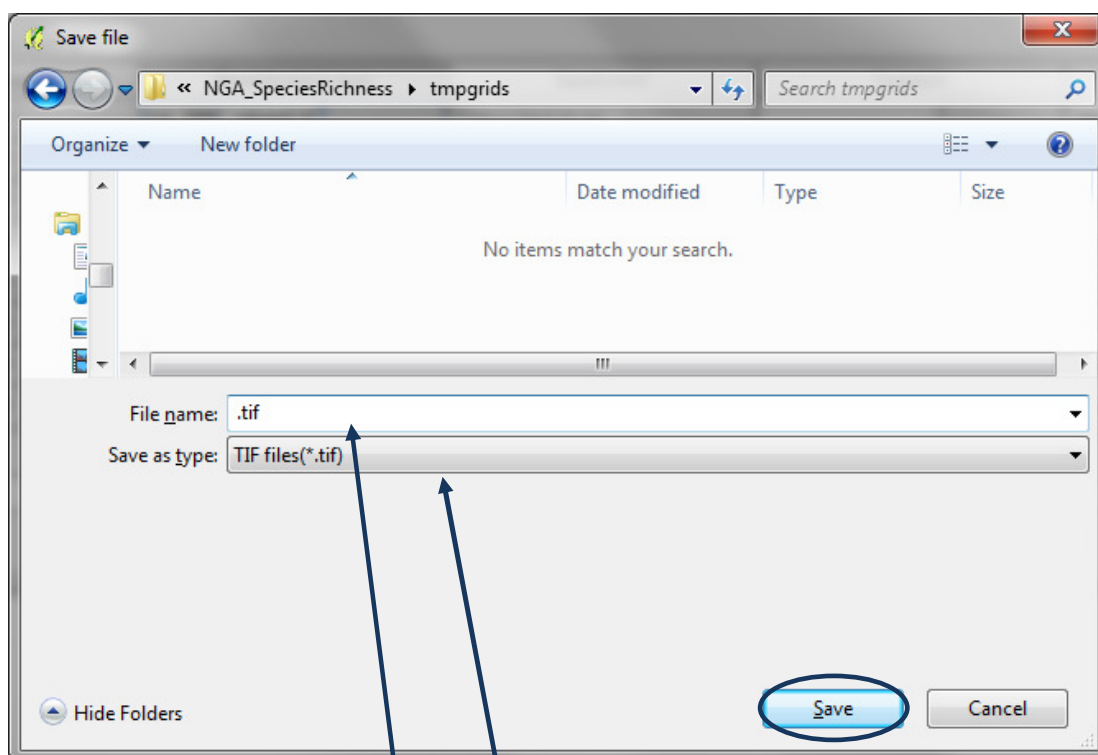 Save file
« NGA_SpeciesRichness tmpgrids Search tmpgrids
Organize New folder
Name Date modified Type Size
No items match your search.
File name: .tif
Save as type: TIF files(*.tif)
Hide Folders Save Cancel